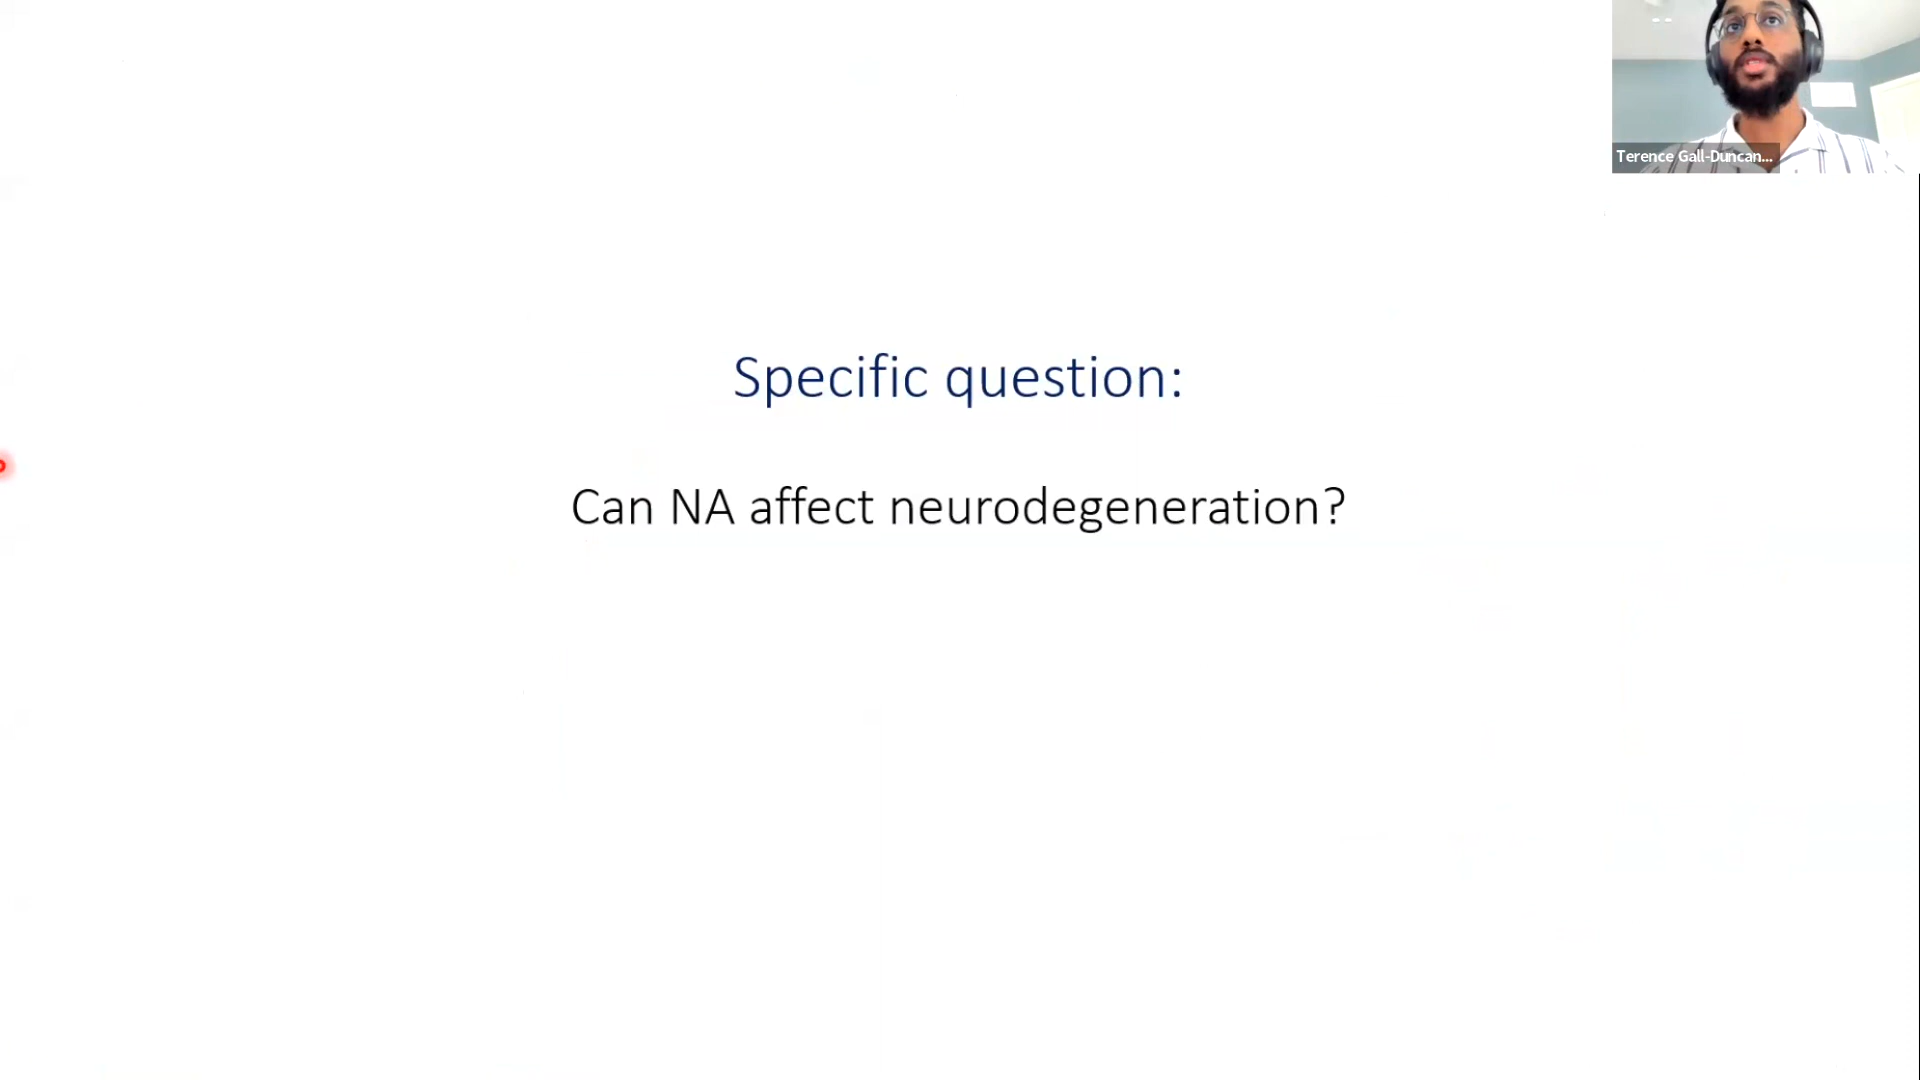 Terence Gall-Duncan...
Specific question:
Can NA affect neurodegeneration?